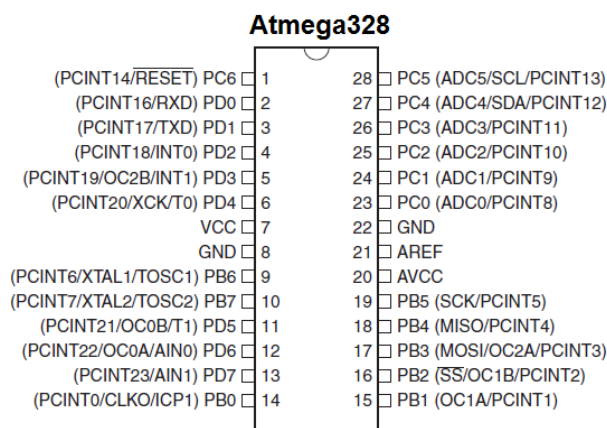 Atmega328
(PCINT14/RESET) PC6 1 28 PC5 (ADC5/SCL/PCINT13)
(PCINT16/RXD) PD0 2 27 PC4 (ADC4/SDA/PCINT12)
(PCINT17/TXD) PD1 3 26 PC3 (ADC3/PCINT11)
(PCINT18/INT0) PD2 4 25 PC2 (ADC2/PCINT10)
(PCINT19/OC2B/INT1) PD3 5 24 PC1 (ADC1/PCINT9)
(PCINT20/XCK/T0) PD4 6 23 PC0 (ADC0/PCINT8)
VCC 7 22 GND
GND 8 21 AREF
(PCINT6/XTAL1/TOSC1) PB6 9 20 AVCC
(PCINT7/XTAL2/TOSC2) PB7 10 19 PB5 (SCK/PCINT5)
(PCINT21/OC0B/T1) PD5 11 18 PB4 (MISO/PCINT4)
(PCINT22/OC0A/AIN0) PD6 12 17 PB3 (MOSI/OC2A/PCINT3)
(PCINT23/AIN1) PD7 13 16 PB2 (SS/OC1B/PCINT2)
(PCINT0/CLKO/ICP1) PB0 14 15 PB1 (OC1A/PCINT1)